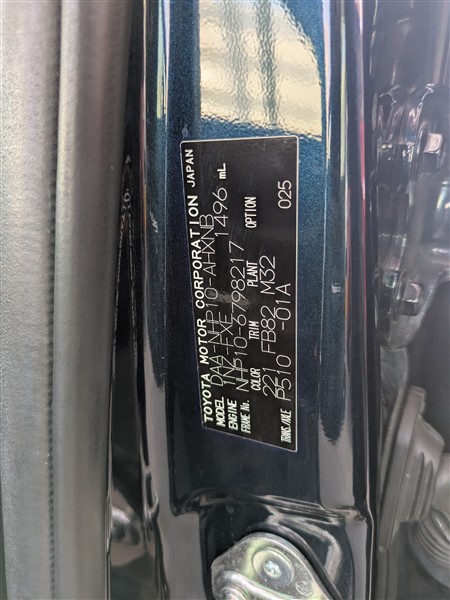 TOYOTA MOTOR CORPORATION JAPAN
MODEL DAA-NHP10-AHXNB
ENGINE 1NZ-FXE 1496 mL
FRAME No. NHP10-6798217
COLOR TRIM PLANT OPTION
221 FB82 M32 025
TRANS./AXLE P510 -01A